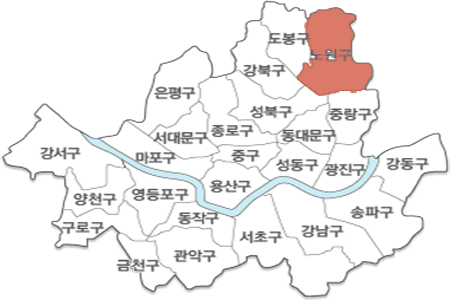 도봉구
노원구
강북구
은평구
성북구
중랑구
서대문구
종로구
동대문구
강서구
마포구
중구
성동구
광진구
강동구
양천구
영등포구
용산구
동작구
송파구
구로구
서초구
강남구
금천구
관악구